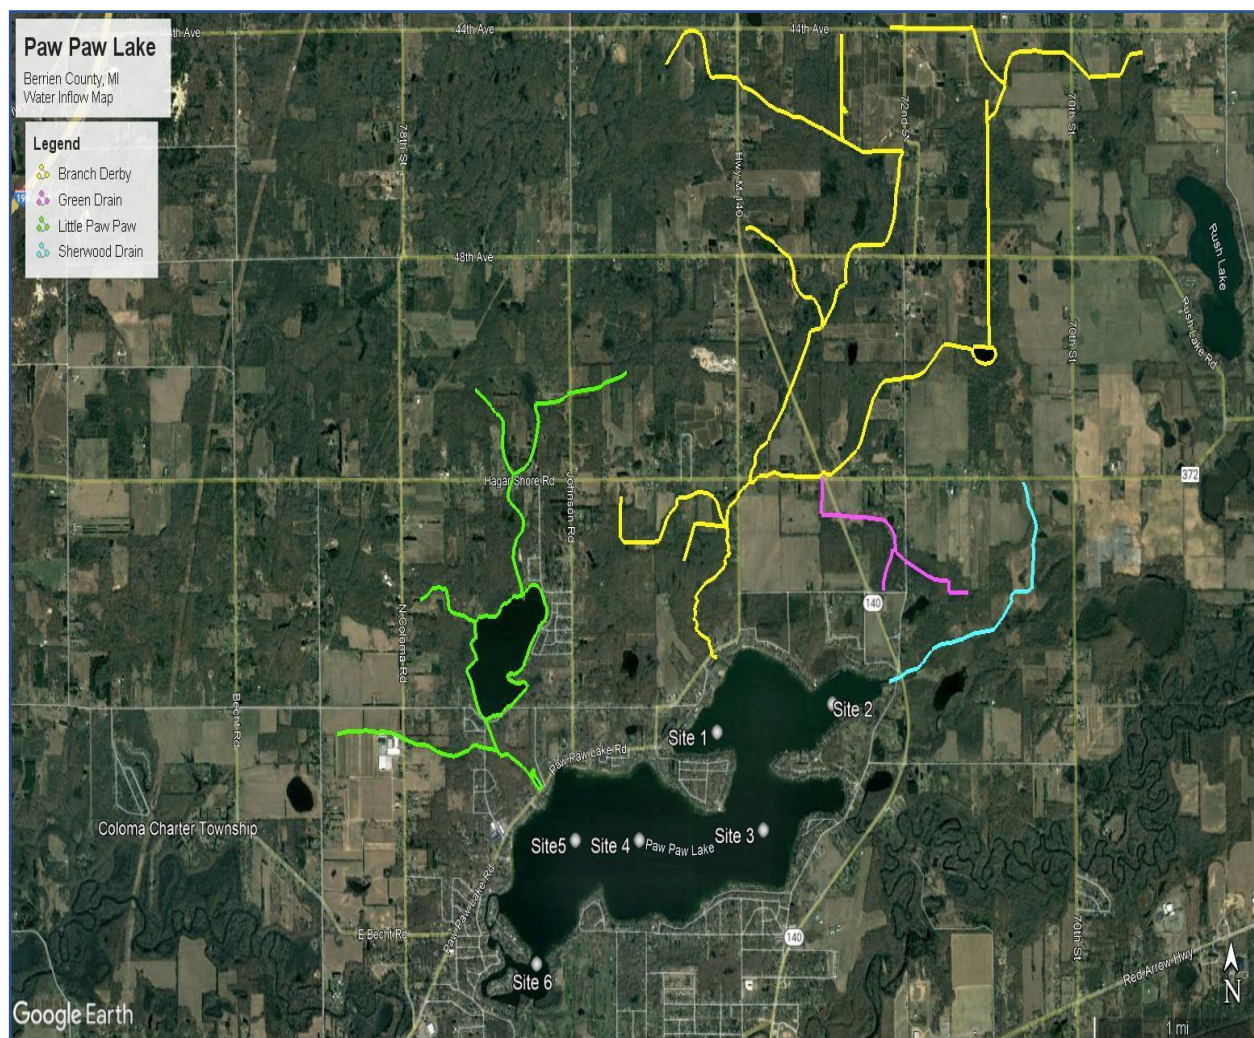 Paw Paw Lake
Berrien County, MI
Water Inflow Map
Legend
Branch Derby
Green Drain
Little Paw Paw
Sherwood Drain
44th Ave
44th Ave
44th Ave
78th St
Hwy M 140
72nd St
70th St
48th Ave
Rush Lake
Rush Lake Rd
70th St
Hagar Shore Rd
Johnson Rd
372
N Coloma Rd
140
Becht Rd
Site 2
Site 1
Paw Paw Lake Rd
Coloma Charter Township
Site5
Site 4
Paw Paw Lake
Site 3
Paw Paw Lake Rd
E Becht Rd
140
70th St
Red Arrow Hwy
Site 6
N
Google Earth
1 mi